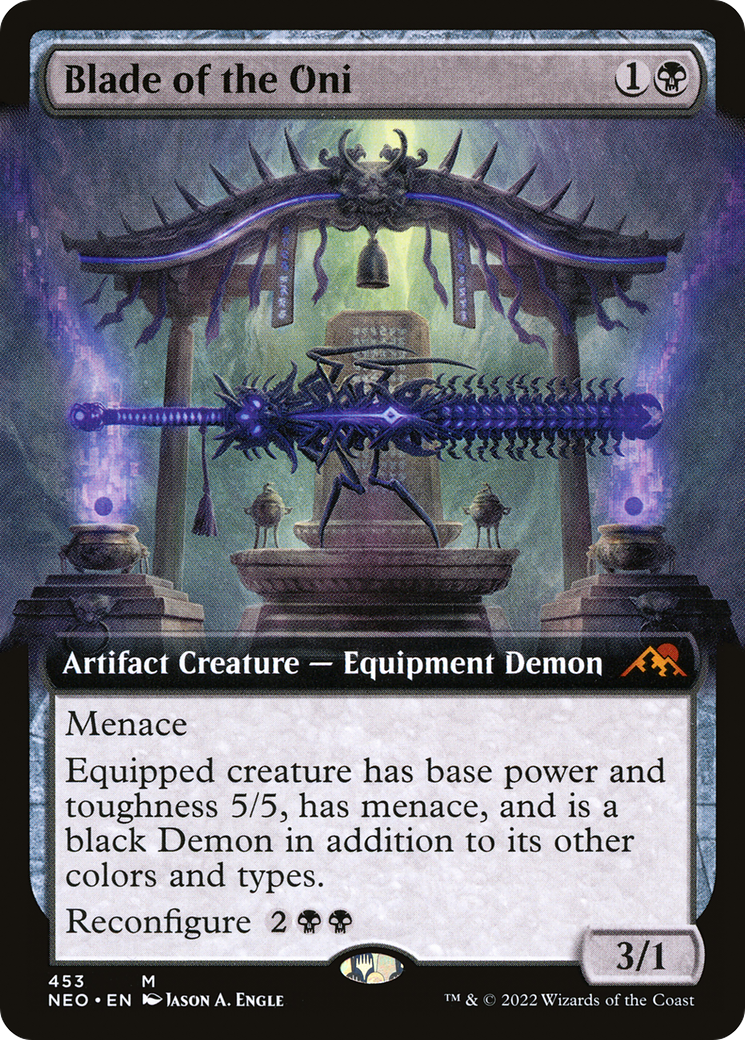 Blade of the Oni
1
Artifact Creature — Equipment Demon
Menace
Equipped creature has base power and
toughness 5/5, has menace, and is a
black Demon in addition to its other
colors and types.
Reconfigure 2
3/1
453 M
NEO • EN Jason A. Engle
™ & © 2022 Wizards of the Coast